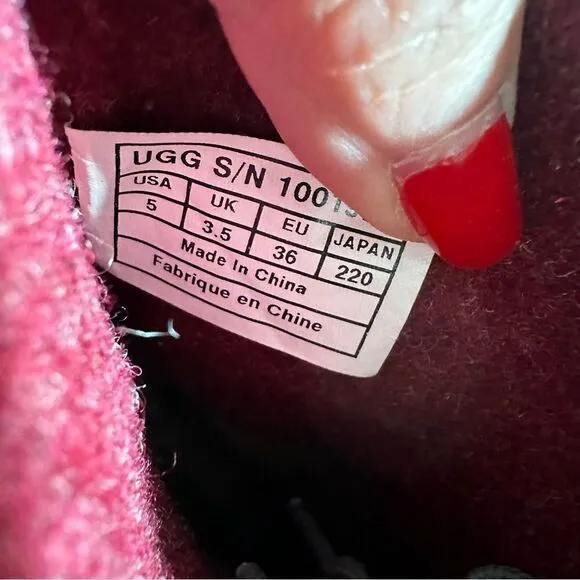 UGG S/N 1001
USA UK EU JAPAN
5 3.5 36 220
Made In China
Fabrique en Chine